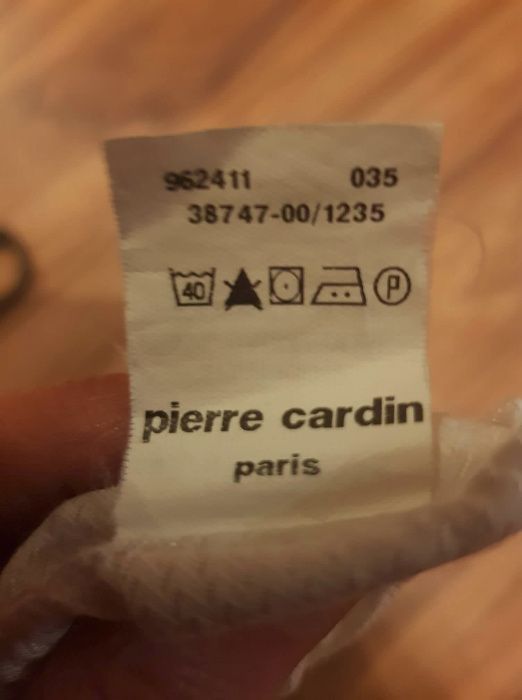 962411 035
38747-00/1235
40 P
pierre cardin
paris